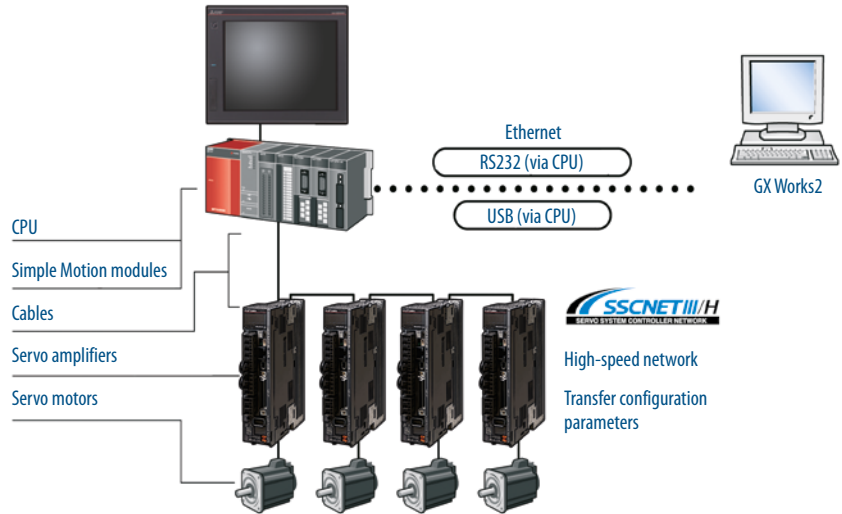 Ethernet
RS232 (via CPU)
USB (via CPU)
GX Works2
CPU
Simple Motion modules
Cables
Servo amplifiers
Servo motors
SSCNETIII/H
SERVO SYSTEM CONTROLLER NETWORK
High-speed network
Transfer configuration
parameters